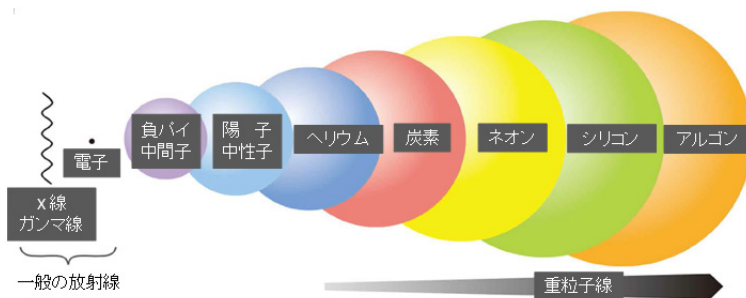 X線
ガンマ線
電子
負バイ
中間子
陽 子
中性子
ヘリウム
炭素
ネオン
シリコン
アルゴン
一般の放射線
重粒子線